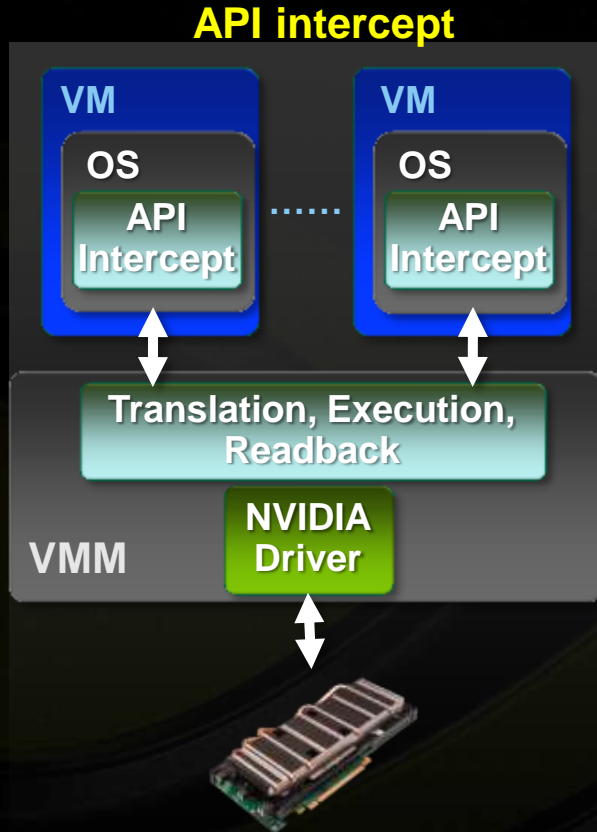 API intercept
VM
VM
OS
OS
API
Intercept
......
API
Intercept
Translation, Execution,
Readback
NVIDIA
Driver
VMM